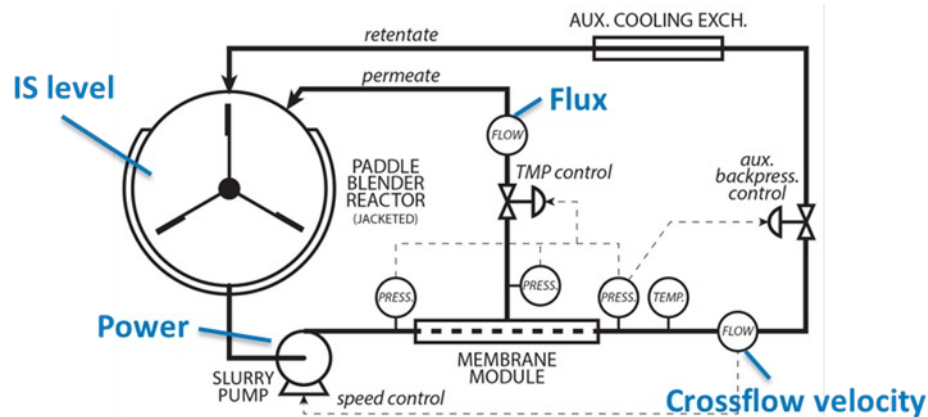 AUX. COOLING EXCH.
retentate
permeate
IS level
Flux
FLOW
PADDLE
BLENDER
REACTOR
(JACKETED)
TMP control
aux.
backpress.
control
PRESS.
PRESS.
PRESS.
TEMP.
FLOW
Power
MEMBRANE
MODULE
SLURRY
PUMP
speed control
Crossflow velocity